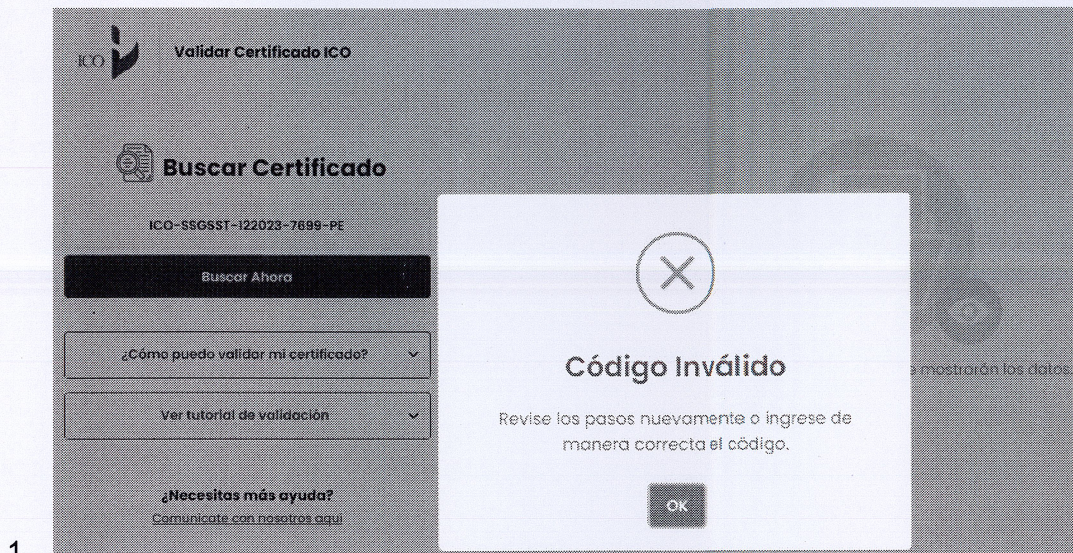 ICO
Validar Certificado ICO
Buscar Certificado
ICO-SSGSST-122023-7699-PE
Buscar Ahora
¿Cómo puedo validar mi certificado?
Ver tutorial de validación
¿Necesitas más ayuda?
Comunicate con nosotros aqui
Código Inválido
Revise los pasos nuevamente o ingrese de
manera correcta el código.
OK
mostrarán los datos.
1